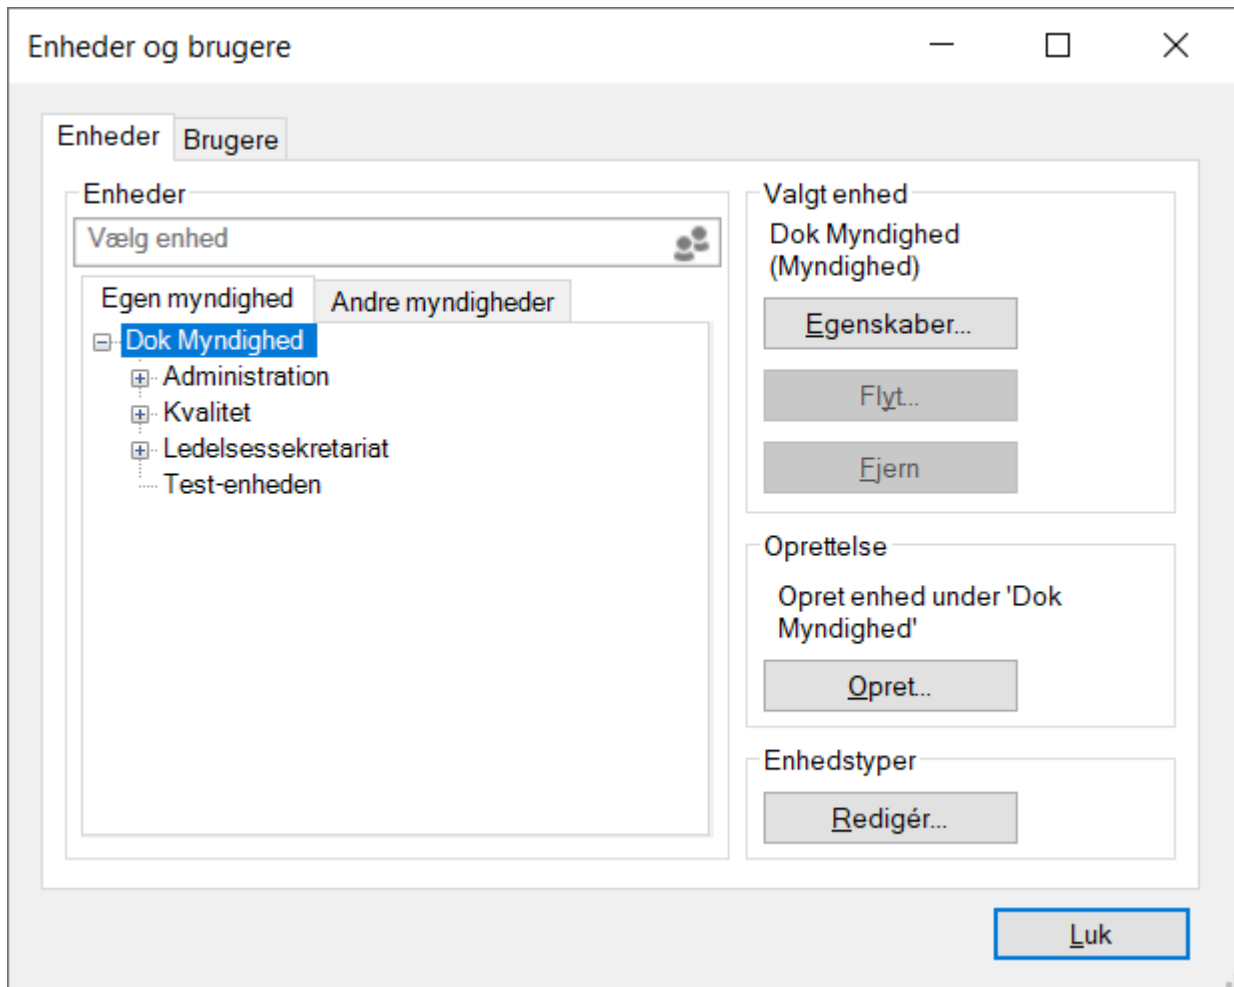 Enheder og brugere
Enheder
Brugere
Enheder
Vælg enhed
Egen myndighed
Andre myndigheder
Dok Myndighed
Administration
Kvalitet
Ledelsessekretariat
Test-enheden
Valgt enhed
Dok Myndighed
(Myndighed)
Egenskaber...
Flyt...
Fjern
Oprettelse
Opret enhed under 'Dok
Myndighed'
Opret...
Enhedstyper
Redigér...
Luk